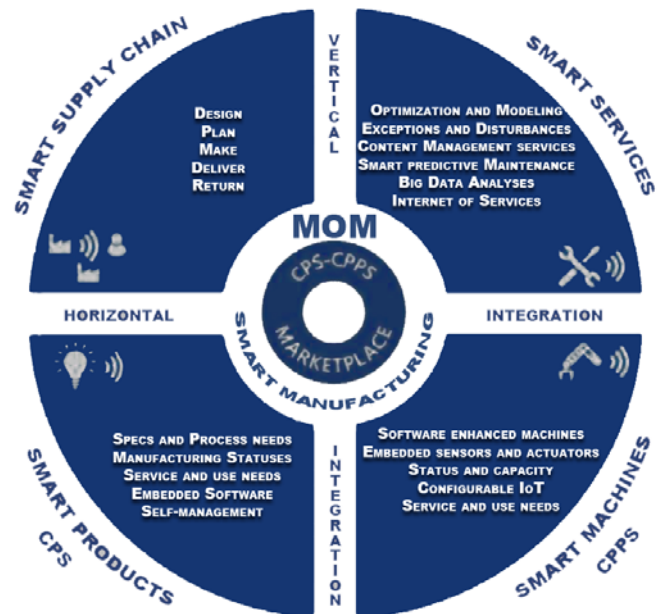 SMART SUPPLY CHAIN
DESIGN
PLAN
MAKE
DELIVER
RETURN
VERTICAL
SMART SERVICES
OPTIMIZATION AND MODELING
EXCEPTIONS AND DISTURBANCES
CONTENT MANAGEMENT SERVICES
SMART PREDICTIVE MAINTENANCE
BIG DATA ANALYSES
INTERNET OF SERVICES
MOM
CPS-CPPS
MARKETPLACE
SMART MANUFACTURING
HORIZONTAL
INTEGRATION
SPECS AND PROCESS NEEDS
MANUFACTURING STATUSES
SERVICE AND USE NEEDS
EMBEDDED SOFTWARE
SELF-MANAGEMENT
SMART PRODUCTS
CPS
INTEGRATION
SOFTWARE ENHANCED MACHINES
EMBEDDED SENSORS AND ACTUATORS
STATUS AND CAPACITY
CONFIGURABLE IOT
SERVICE AND USE NEEDS
SMART MACHINES
CPPS